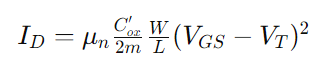 $I_D = \mu_n \frac{C'_{ox}}{2m} \frac{W}{L} (V_{GS} - V_T)^2$